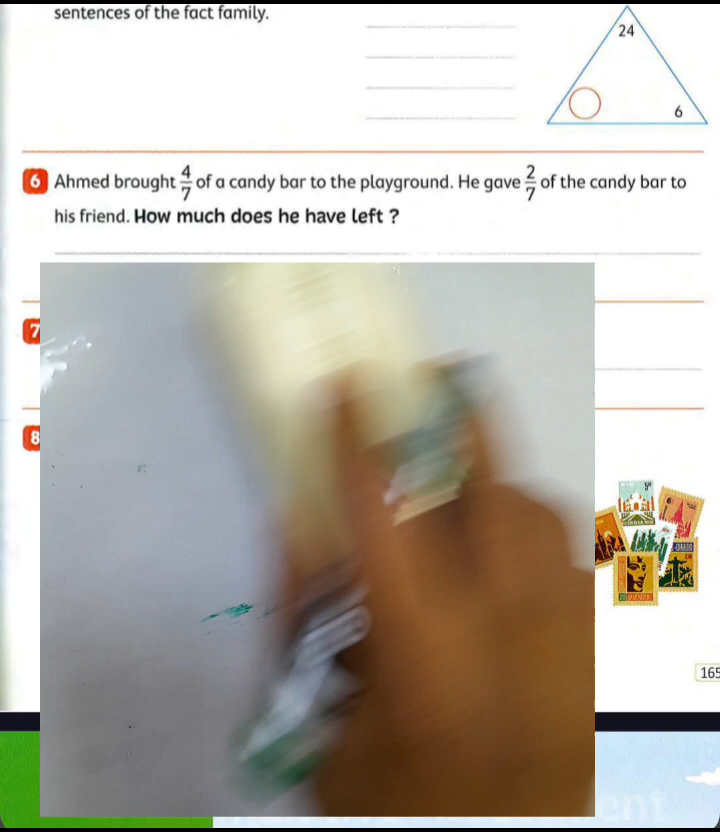 sentences of the fact family.
24
6
6 Ahmed brought 4/7 of a candy bar to the playground. He gave 2/7 of the candy bar to
his friend. How much does he have left ?
7
8
165